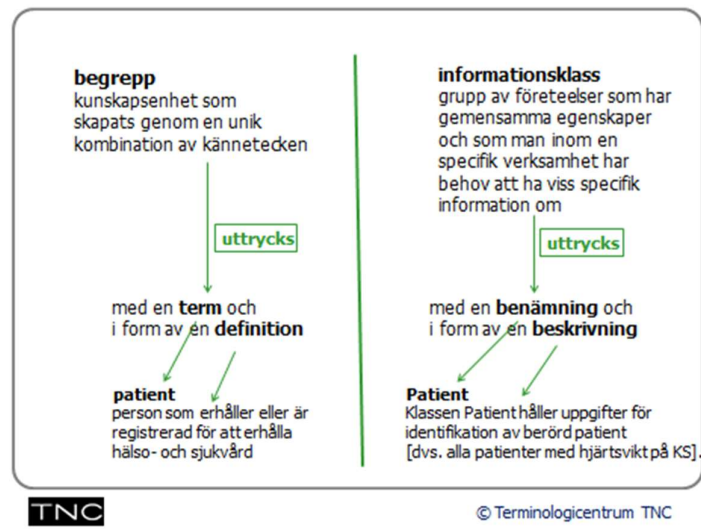 begrepp
kunskapsenhet som
skapats genom en unik
kombination av kännetecken
uttrycks
med en term och
i form av en definition
patient
person som erhåller eller är
registrerad för att erhålla
hälso- och sjukvård
informationsklass
grupp av företeelser som har
gemensamma egenskaper
och som man inom en
specifik verksamhet har
behov att ha viss specifik
information om
uttrycks
med en benämning och
i form av en beskrivning
Patient
Klassen Patient håller uppgifter för
identifikation av berörd patient
[dvs. alla patienter med hjärtsvikt på KS].
TNC
© Terminologicentrum TNC